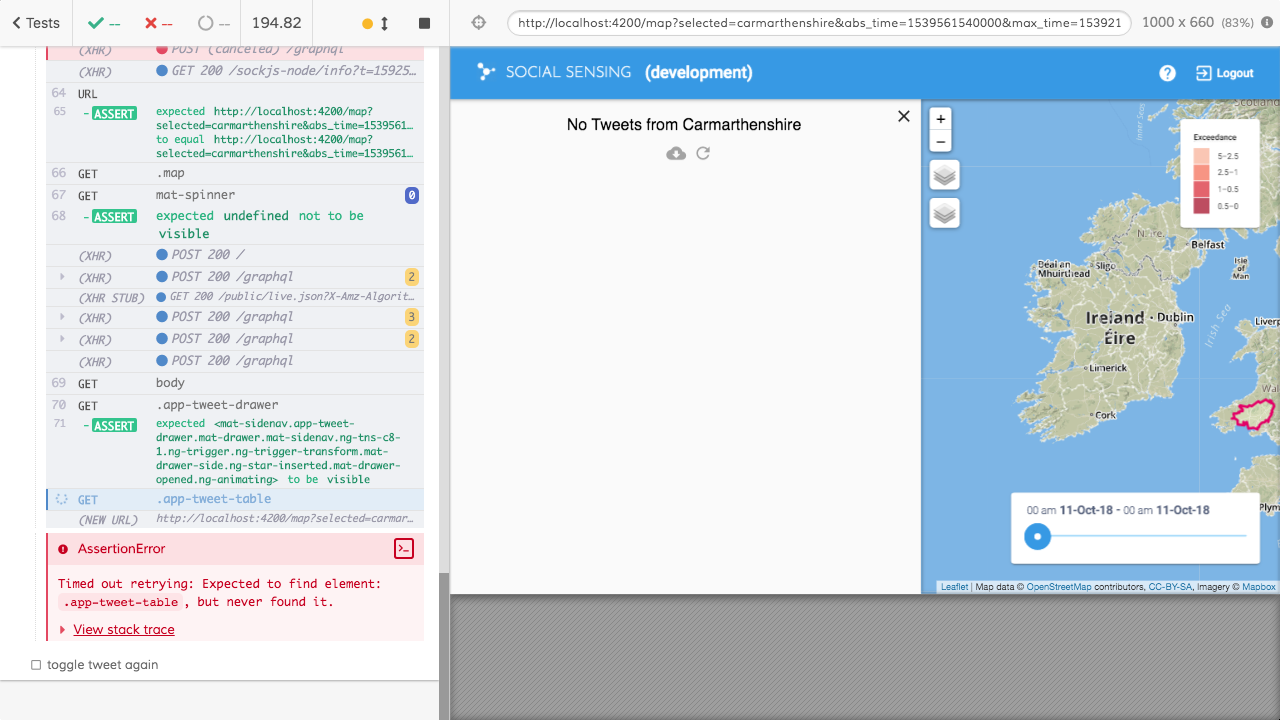 Tests
--
--
--
194.82
http://localhost:4200/map?selected=carmarthenshire&abs_time=1539561540000&max_time=153921
1000 x 660 (83%)
(XHR) POST (canceled) /graphql
(XHR) GET 200 /sockjs-node/info?t=15925…
64 URL
65 - ASSERT expected http://localhost:4200/map?
selected=carmarthenshire&abs_time=1539561…
to equal http://localhost:4200/map?
selected=carmarthenshire&abs_time=1539561…
66 GET .map
67 GET mat-spinner 0
68 - ASSERT expected undefined not to be
visible
(XHR) POST 200 /
(XHR) POST 200 /graphql 2
(XHR STUB) GET 200 /public/live.json?X-Amz-Algorit…
(XHR) POST 200 /graphql 3
(XHR) POST 200 /graphql 2
(XHR) POST 200 /graphql
69 GET body
70 GET .app-tweet-drawer
71 - ASSERT expected <mat-sidenav.app-tweet-
drawer.mat-drawer.mat-sidenav.ng-tns-c8-
1.ng-trigger.ng-trigger-transform.mat-
drawer-side.ng-star-inserted.mat-drawer-
opened.ng-animating> to be visible
GET .app-tweet-table
(NEW URL) http://localhost:4200/map?selected=carmar…
AssertionError
Timed out retrying: Expected to find element:
.app-tweet-table, but never found it.
View stack trace
toggle tweet again
SOCIAL SENSING (development)
Logout
No Tweets from Carmarthenshire
+
−
Exceedance
5–2.5
2.5–1
1–0.5
0.5–0
Inner Seas
Belfast
Isle
of
Man
Déal an
Mhuirthead
Sligo
Ireland
Éire
Dublin
Irish Sea
Liverp
Limerick
Cork
Wal
Plym
00 am 11-Oct-18 - 00 am 11-Oct-18
Leaflet | Map data © OpenStreetMap contributors, CC-BY-SA, Imagery © Mapbox